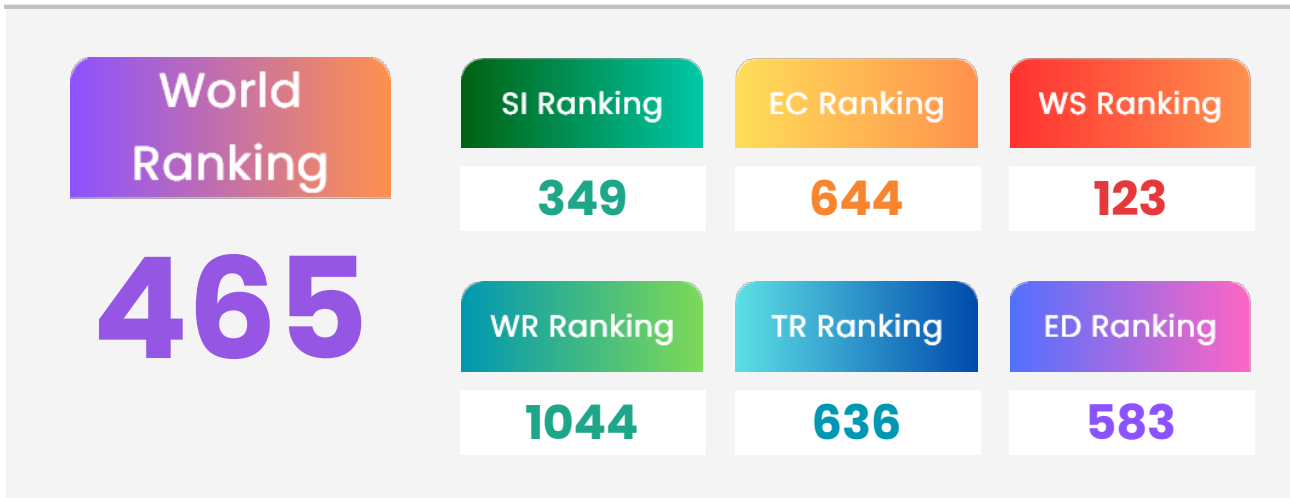 World
Ranking
465
SI Ranking
EC Ranking
WS Ranking
349
644
123
WR Ranking
TR Ranking
ED Ranking
1044
636
583